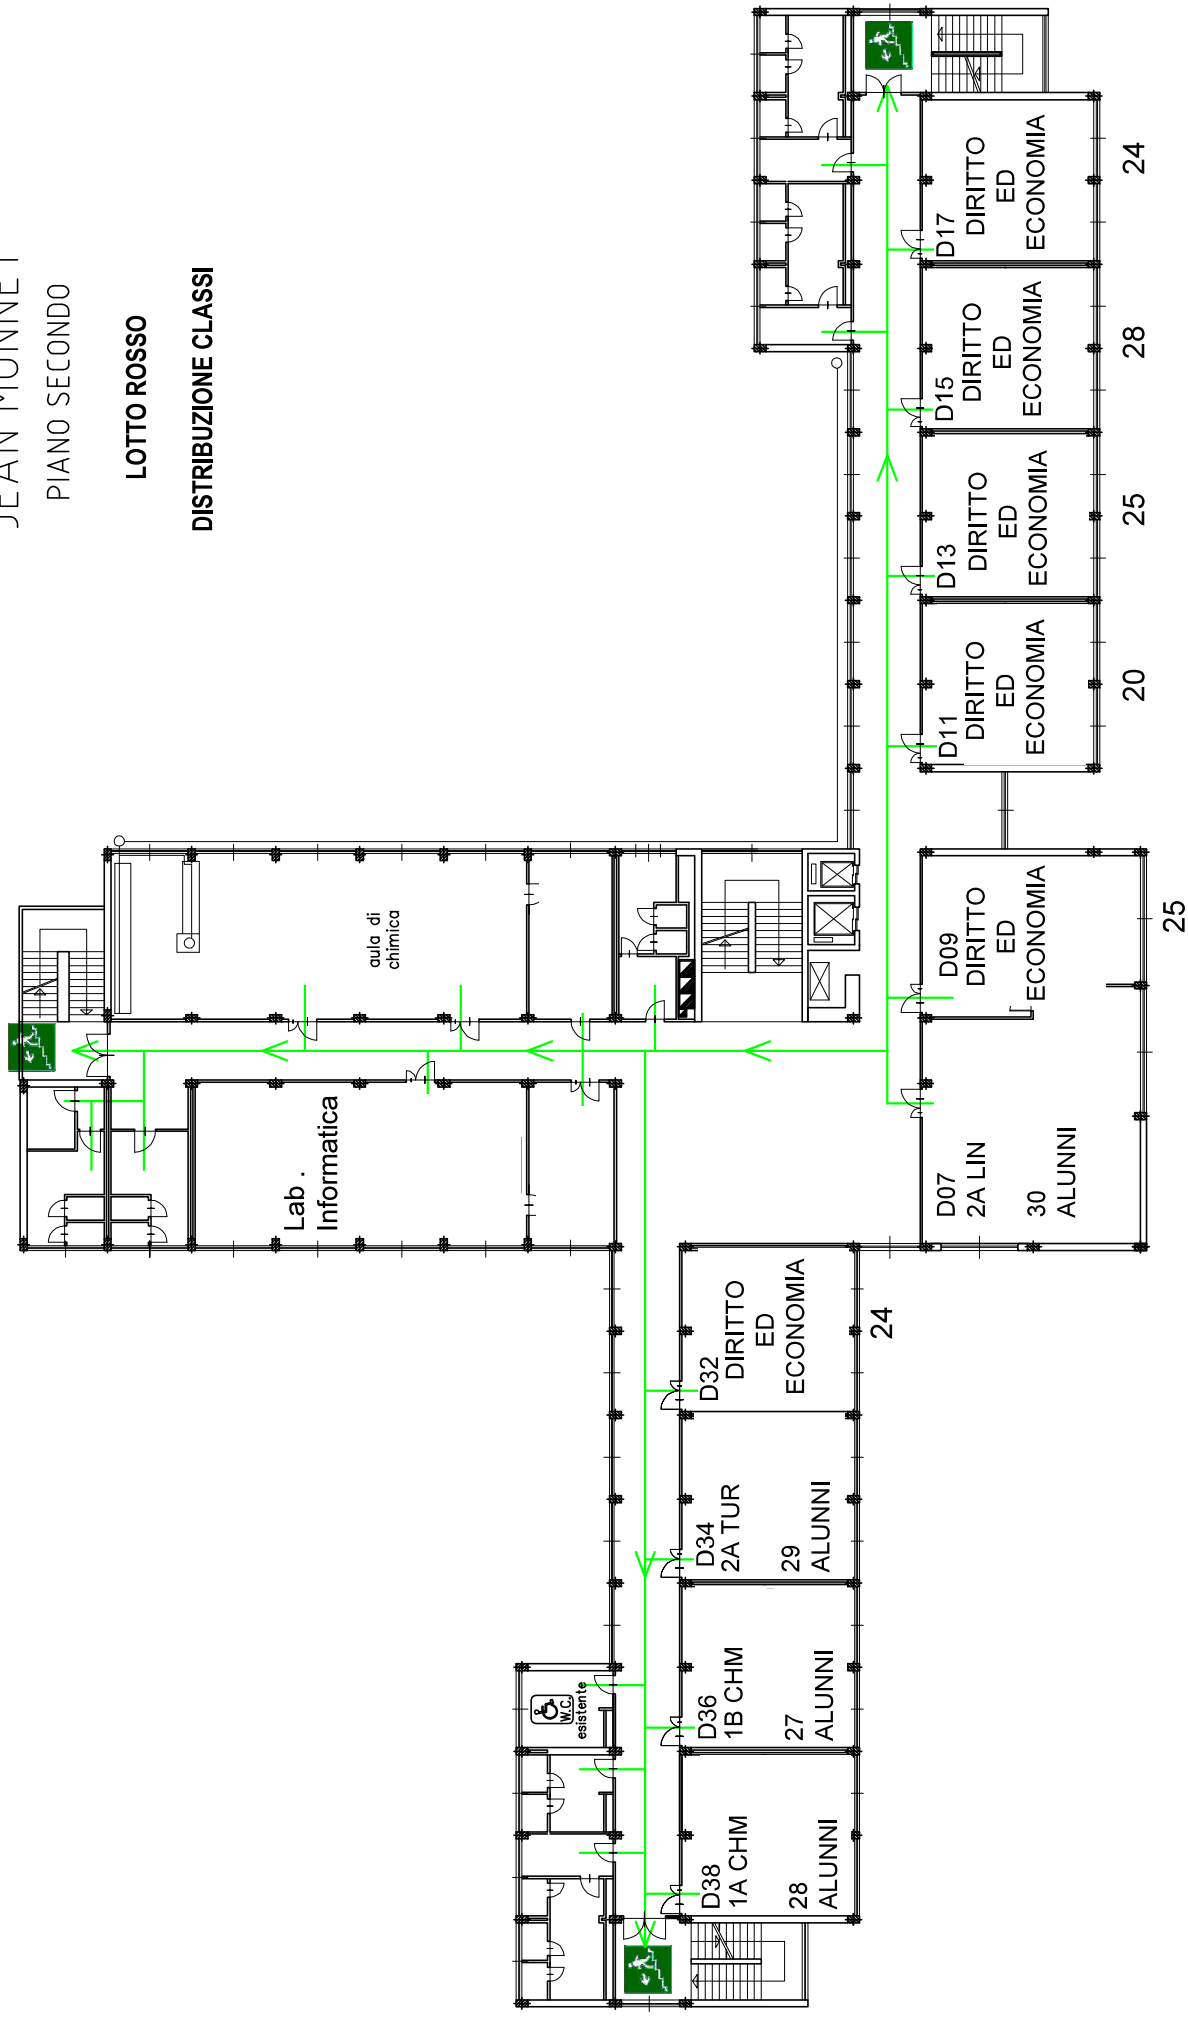 JEAN MONNET
PIANO SECONDO
LOTTO ROSSO
DISTRIBUZIONE CLASSI
D38
1A CHM
28
ALUNNI
D36
1B CHM
27
ALUNNI
D34
2A TUR
29
ALUNNI
D32
DIRITTO
ED
ECONOMIA
24
W.C.
esistente
Lab .
Informatica
aula di
chimica
D07
2A LIN
30
ALUNNI
D09
DIRITTO
ED
ECONOMIA
25
D11
DIRITTO
ED
ECONOMIA
20
D13
DIRITTO
ED
ECONOMIA
25
D15
DIRITTO
ED
ECONOMIA
28
D17
DIRITTO
ED
ECONOMIA
24